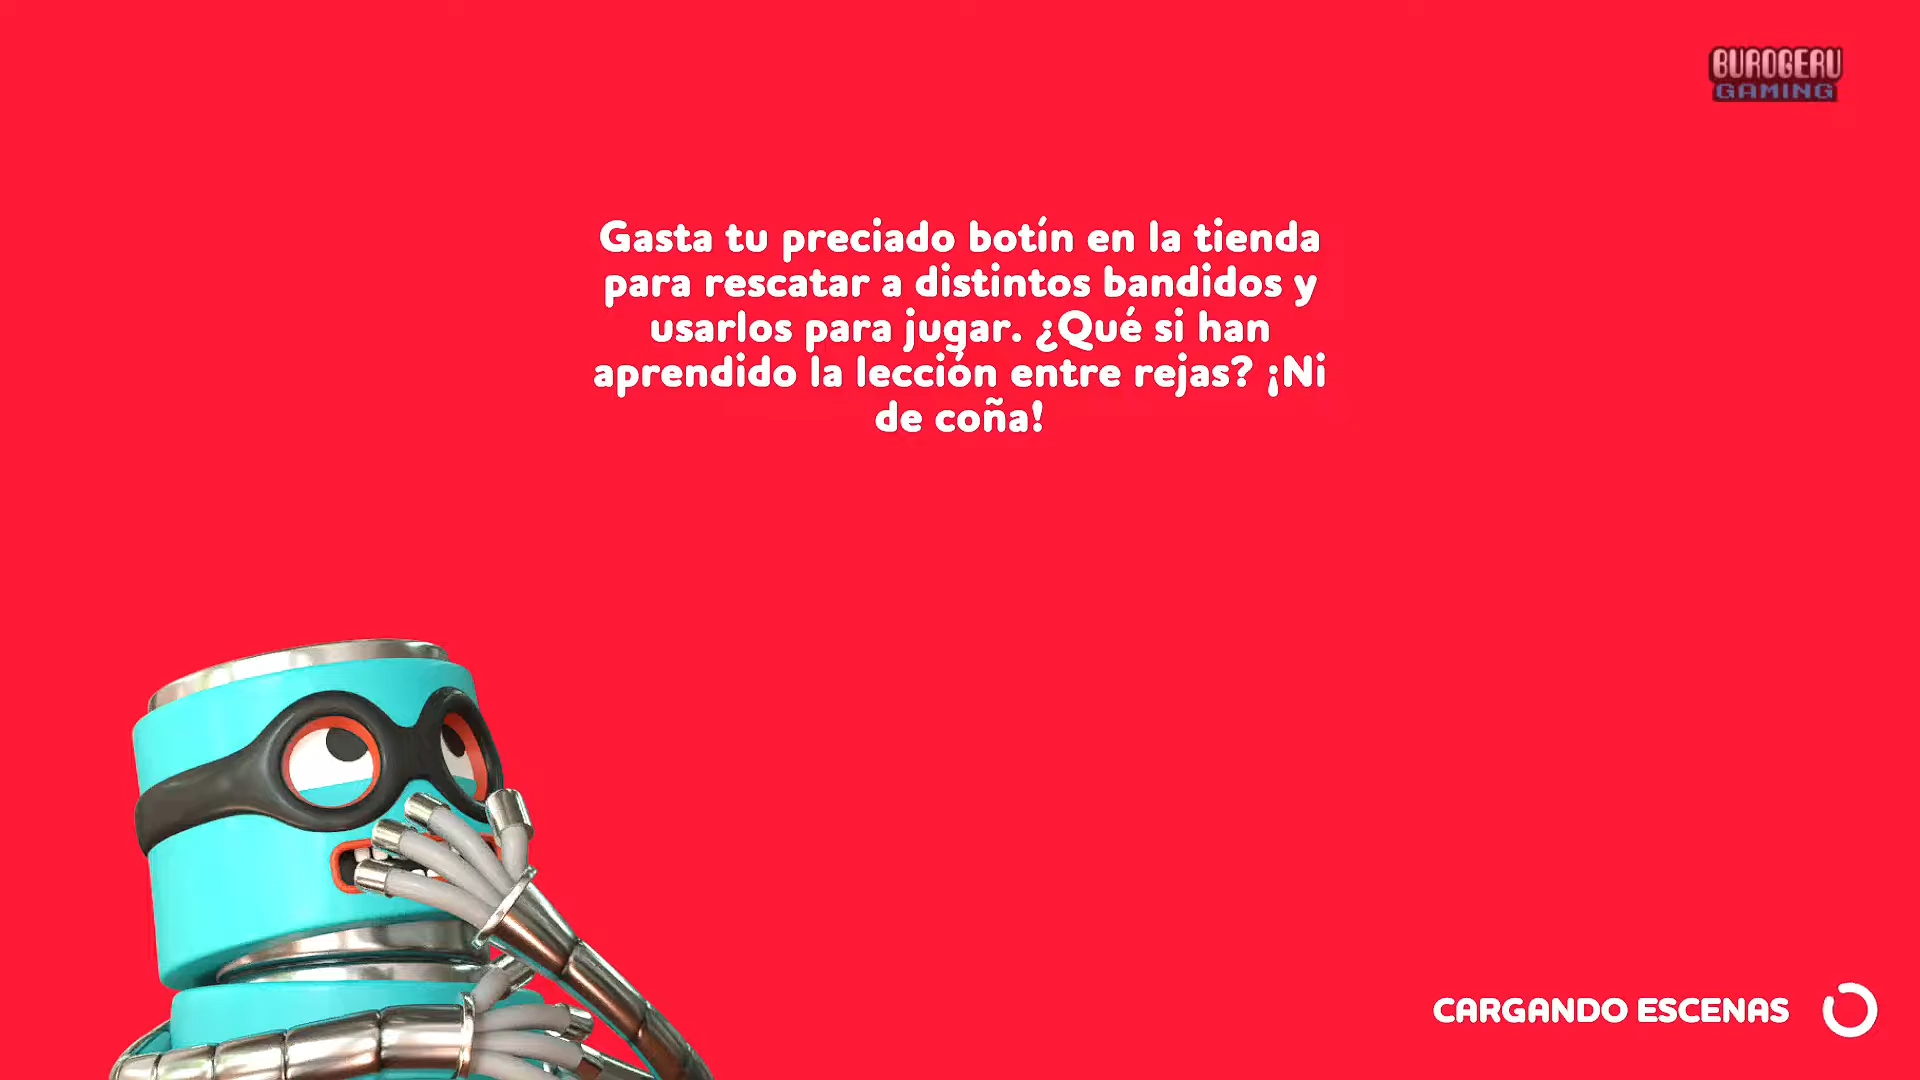 BUROGERU
GAMING
Gasta tu preciado botín en la tienda
para rescatar a distintos bandidos y
usarlos para jugar. ¿Qué si han
aprendido la lección entre rejas? ¡Ni
de coña!
CARGANDO ESCENAS